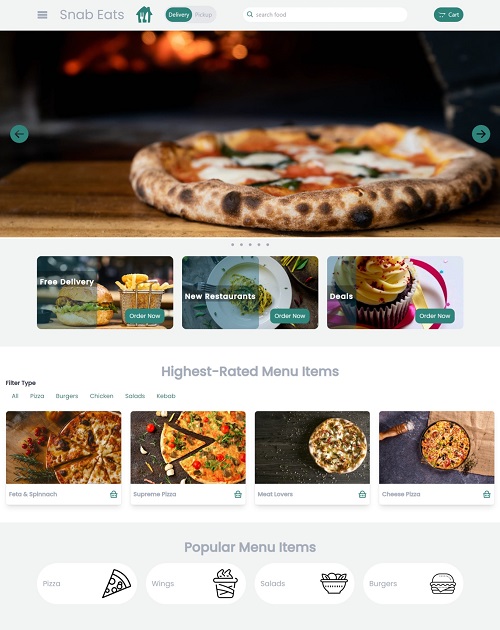 Snab Eats
Delivery
Pickup
search food
Cart
Free Delivery
Order Now
New Restaurants
Order Now
Deals
Order Now
Highest-Rated Menu Items
Filter Type
All Pizza Burgers Chicken Salads Kebab
Feta & Spinnach
Supreme Pizza
Meat Lovers
Cheese Pizza
Popular Menu Items
Pizza
Wings
Salads
Burgers